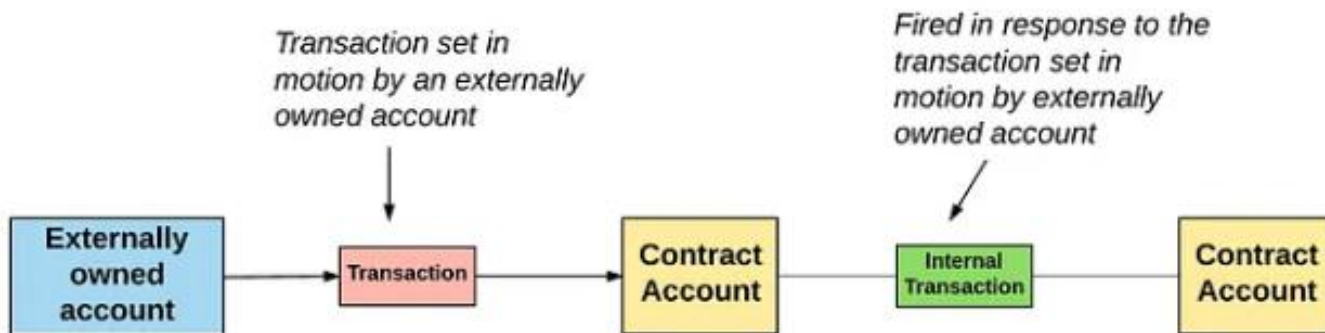 Transaction set in
motion by an externally
owned account
Fired in response to the
transaction set in
motion by externally
owned account
Externally
owned
account
Transaction
Contract
Account
Internal
Transaction
Contract
Account